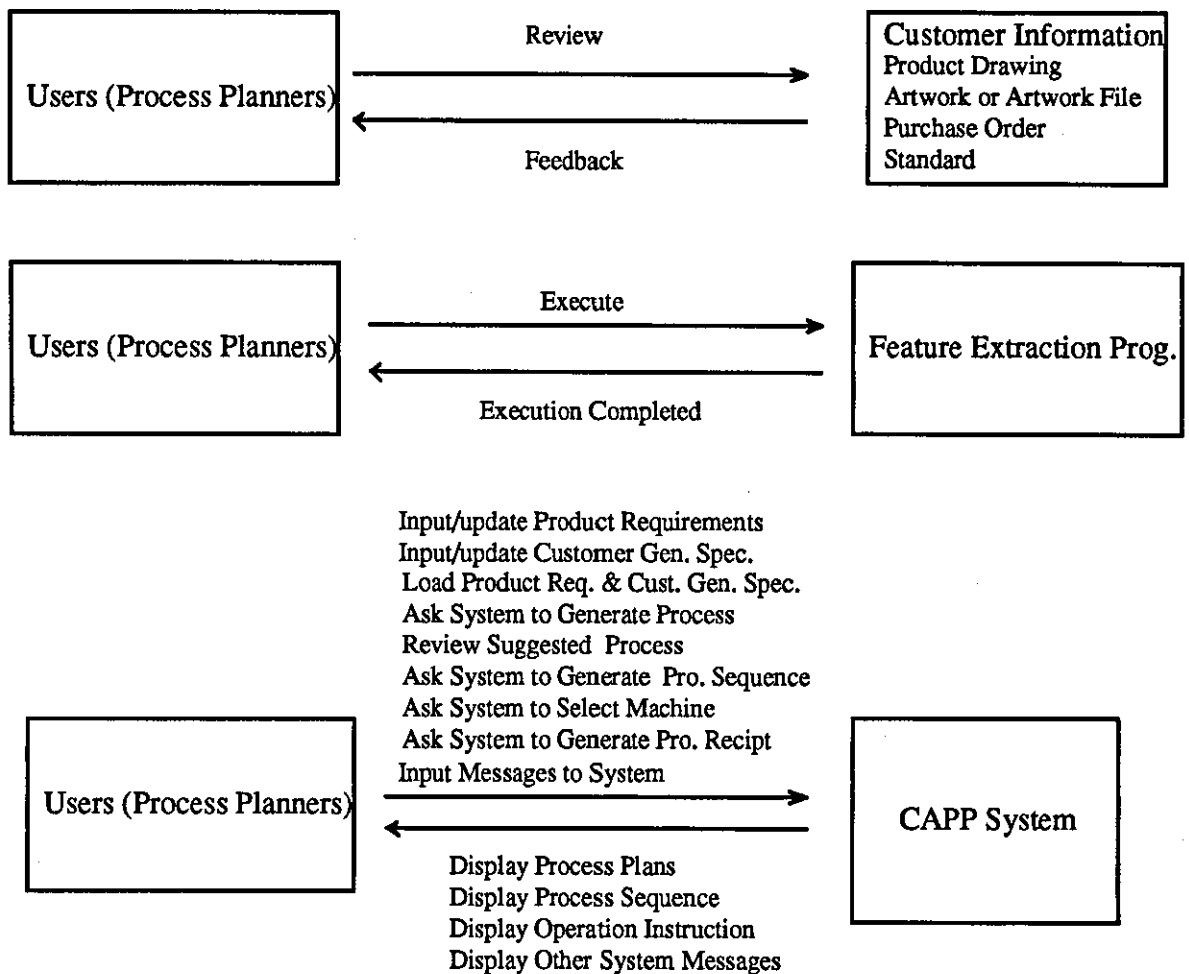 Review
Users (Process Planners)
Feedback
Customer Information
Product Drawing
Artwork or Artwork File
Purchase Order
Standard
Execute
Users (Process Planners)
Execution Completed
Feature Extraction Prog.
Input/update Product Requirements
Input/update Customer Gen. Spec.
Load Product Req. & Cust. Gen. Spec.
Ask System to Generate Process
Review Suggested Process
Ask System to Generate Pro. Sequence
Ask System to Select Machine
Ask System to Generate Pro. Recipt
Input Messages to System
Users (Process Planners)
CAPP System
Display Process Plans
Display Process Sequence
Display Operation Instruction
Display Other System Messages